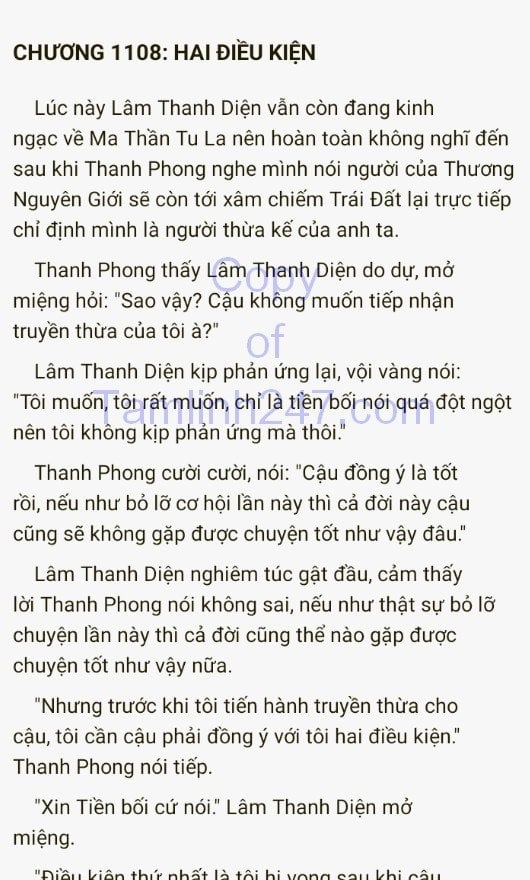 CHƯƠNG 1108: HAI ĐIỀU KIỆN
Lúc này Lâm Thanh Diện vẫn còn đang kinh
ngạc về Ma Thần Tu La nên hoàn toàn không nghĩ đến
sau khi Thanh Phong nghe mình nói người của Thương
Nguyên Giới sẽ còn tới xâm chiếm Trái Đất lại trực tiếp
chỉ định mình là người thừa kế của anh ta.
Thanh Phong thấy Lâm Thanh Diện do dự, mở
miệng hỏi: "Sao vậy? Cậu không muốn tiếp nhận
truyền thừa của tôi à?"
Lâm Thanh Diện kịp phản ứng lại, vội vàng nói:
"Tôi muốn, tôi rất muốn, chỉ là tiền bối nói quá đột ngột
nên tôi không kịp phản ứng mà thôi."
Thanh Phong cười cười, nói: "Cậu đồng ý là tốt
rồi, nếu như bỏ lỡ cơ hội lần này thì cả đời này cậu
cũng sẽ không gặp được chuyện tốt như vậy đâu."
Lâm Thanh Diện nghiêm túc gật đầu, cảm thấy
lời Thanh Phong nói không sai, nếu như thật sự bỏ lỡ
chuyện lần này thì cả đời cũng thể nào gặp được
chuyện tốt như vậy nữa.
"Nhưng trước khi tôi tiến hành truyền thừa cho
cậu, tôi cần cậu phải đồng ý với tôi hai điều kiện."
Thanh Phong nói tiếp.
"Xin Tiền bối cứ nói." Lâm Thanh Diện mở
miệng.
"Điều kiện thứ nhất là tôi hi vọng sau khi cậu
Copy
of
Tamlinh247.com